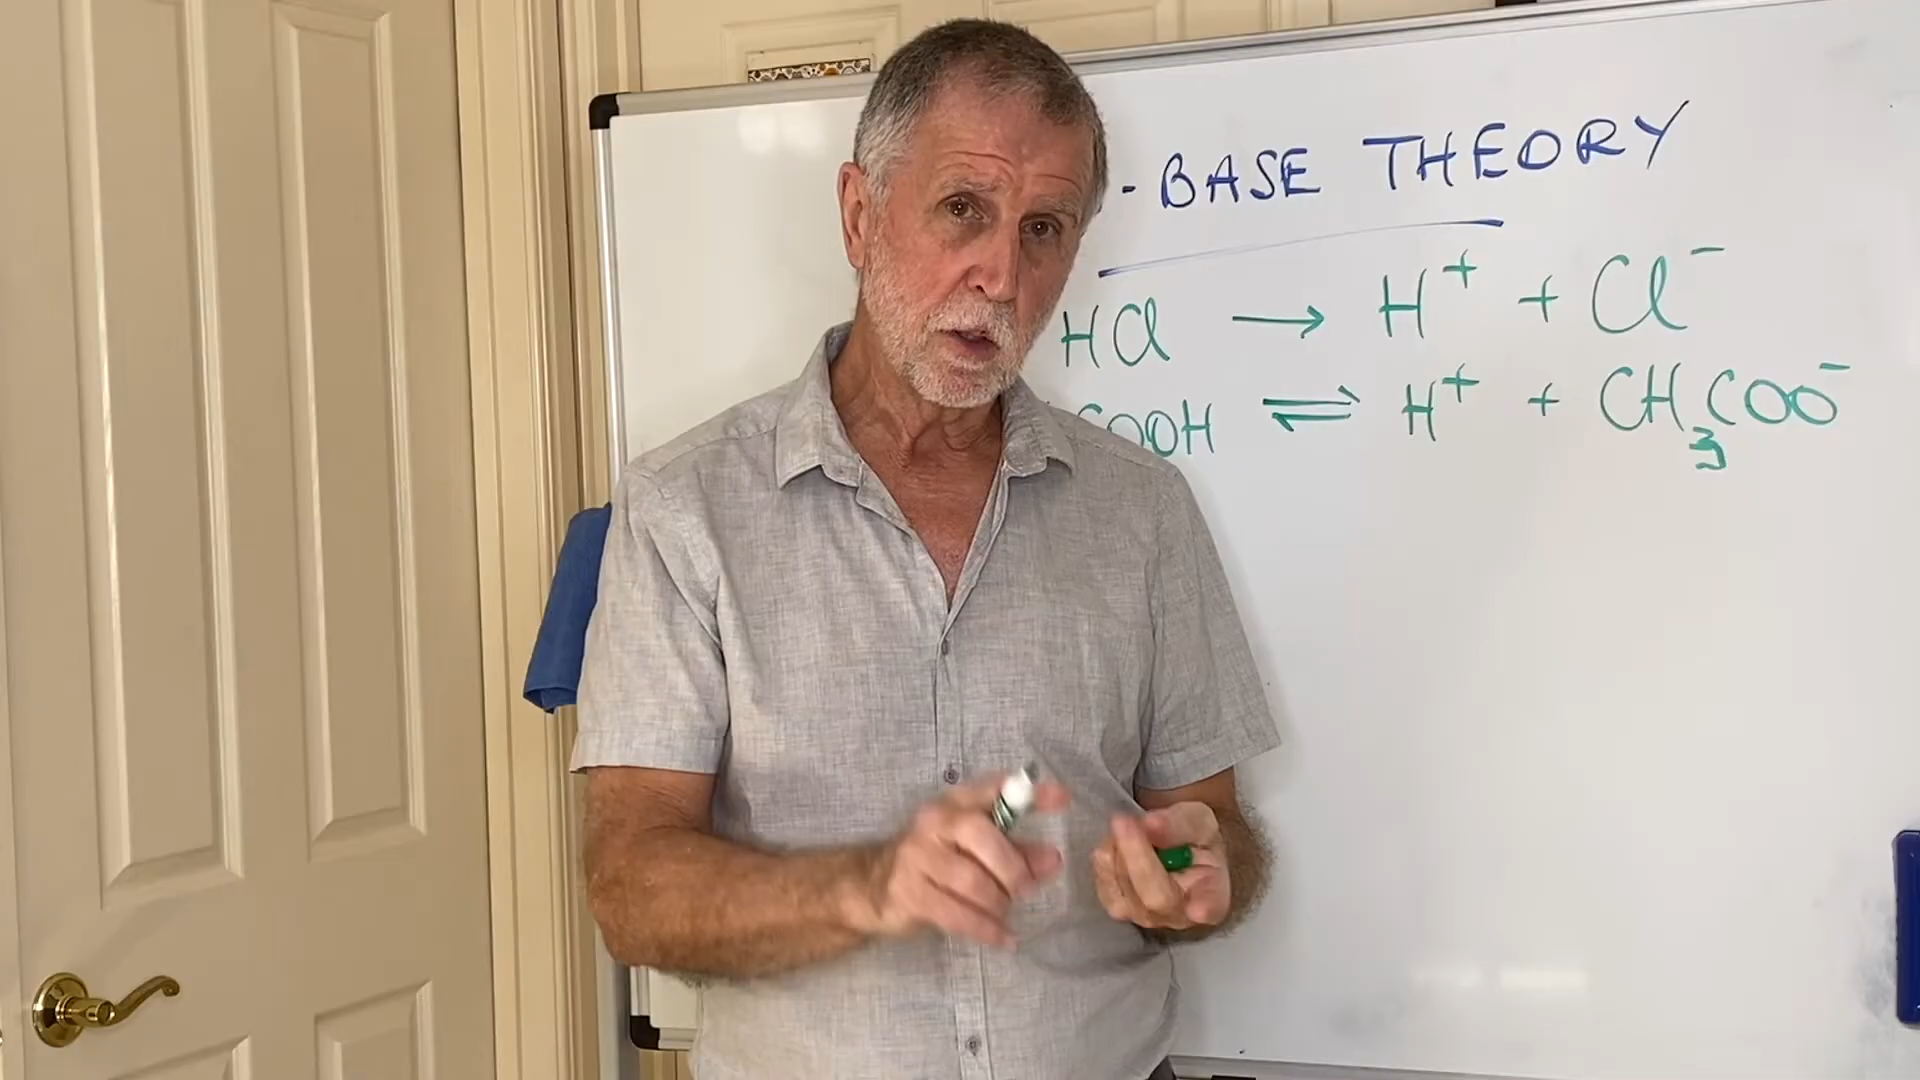 - BASE THEORY
HCl → H⁺ + Cl⁻
COOH ⇌ H⁺ + CH₃COO⁻